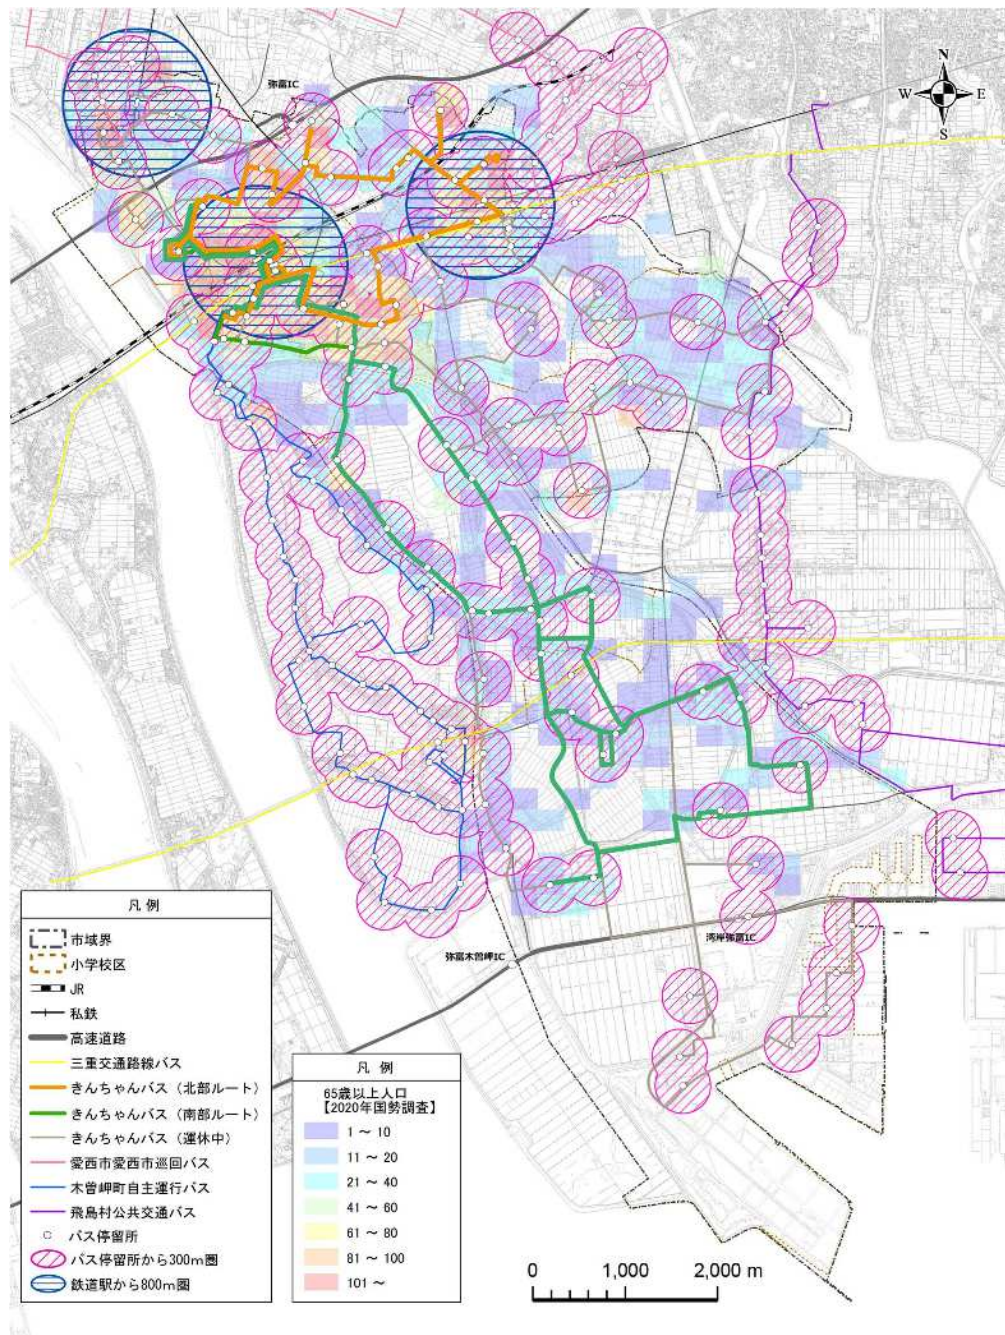 弥富IC
N
W
E
S
湾岸弥富IC
弥富木曽岬IC
凡 例
市域界
小学校区
JR
私鉄
高速道路
三重交通路線バス
きんちゃんバス（北部ルート）
きんちゃんバス（南部ルート）
きんちゃんバス（運休中）
愛西市愛西市巡回バス
木曽岬町自主運行バス
飛島村公共交通バス
バス停留所
バス停留所から300m圏
鉄道駅から800m圏
凡 例
65歳以上人口
【2020年国勢調査】
1 ～ 10
11 ～ 20
21 ～ 40
41 ～ 60
61 ～ 80
81 ～ 100
101 ～
0 1,000 2,000 m